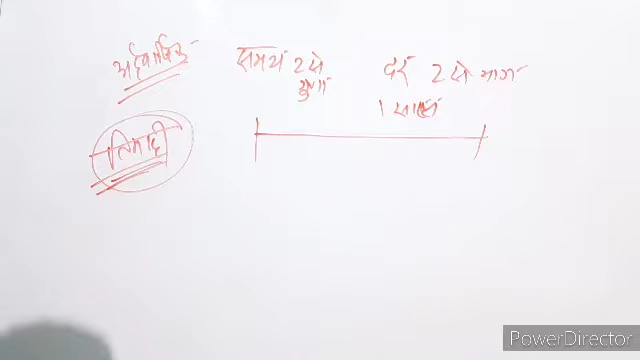 अर्द्धवार्षिक समय 2 से दर 2 से भाग
गुणा 1 साल
तिमाही
PowerDirector